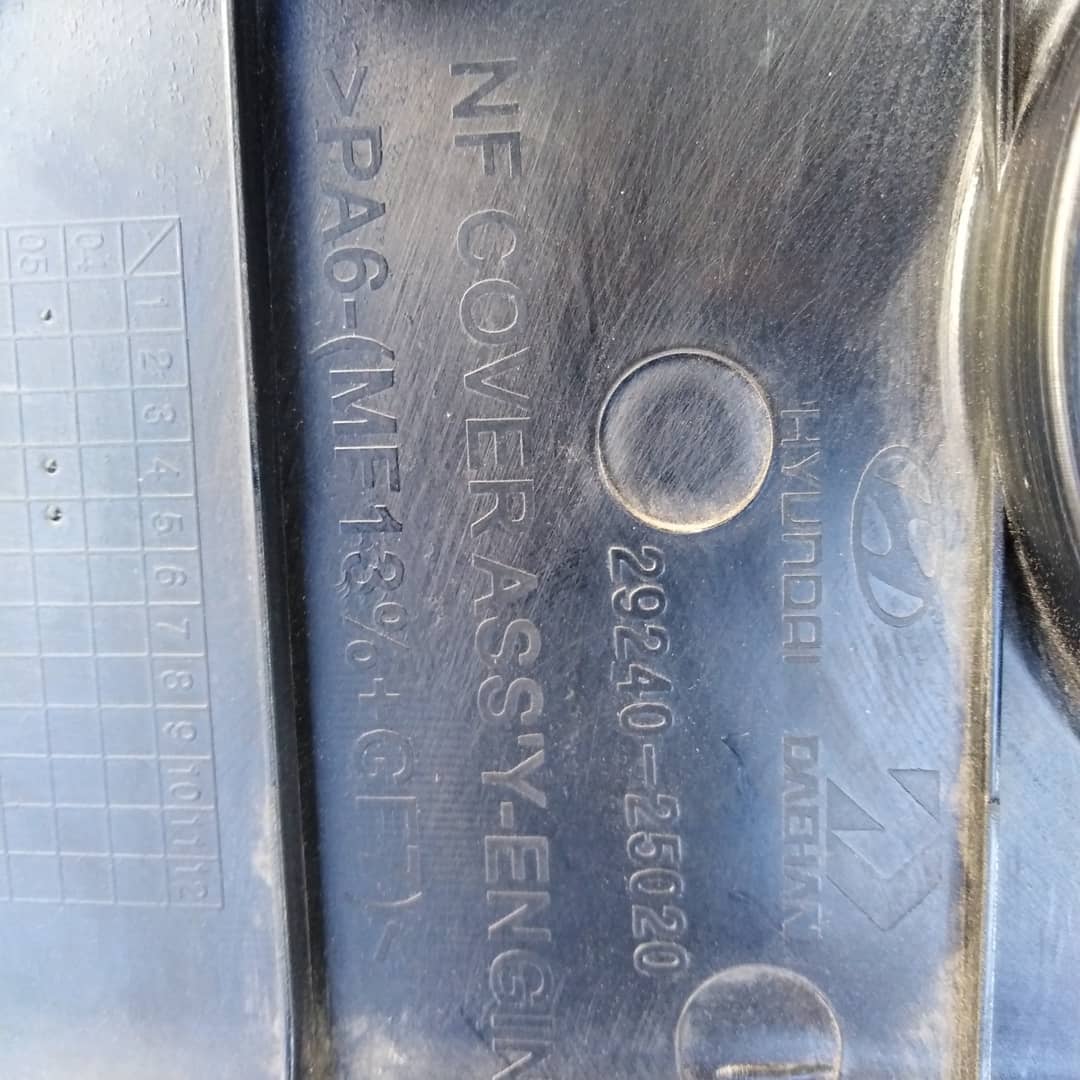 HYUNDAI DAEHAN
29240-25020
NF COVER ASS'Y-ENGIN
>PA6-(MF13%+GF
1 2 3 4 5 6 7 8 9 10 11 12
04
05